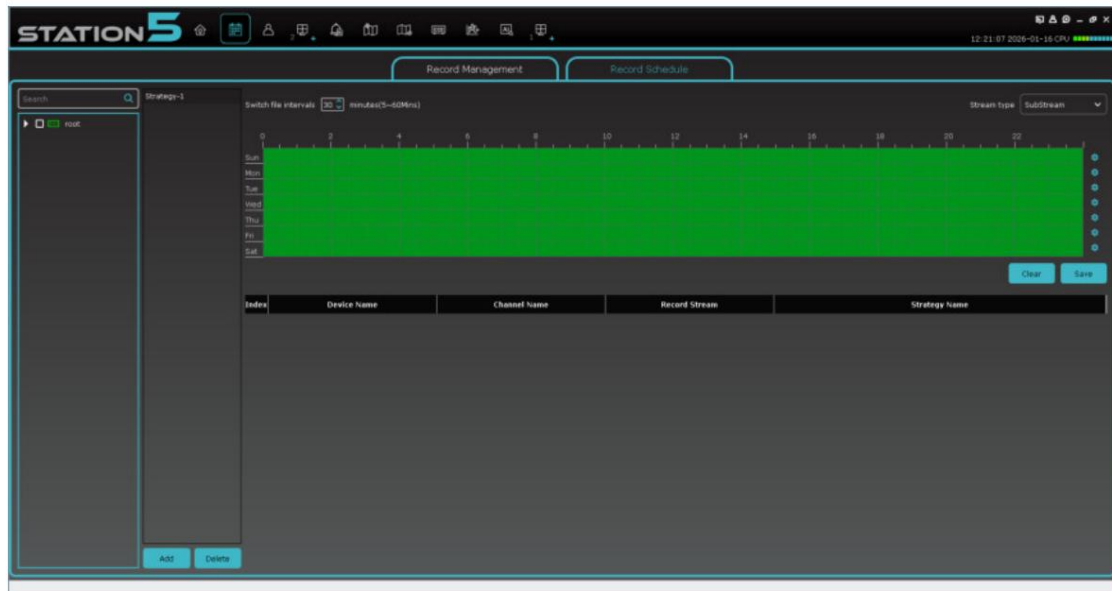 STATION5
12:21:07 2026-01-16 CPU
Record Management
Record Schedule
Search
root
Strategy-1
Switch file intervals 30 minutes(5~60Mins)
Stream type SubStream
0 2 4 6 8 10 12 14 16 18 20 22
Sun
Mon
Tue
Wed
Thu
Fri
Sat
Clear Save
Index Device Name Channel Name Record Stream Strategy Name
Add Delete